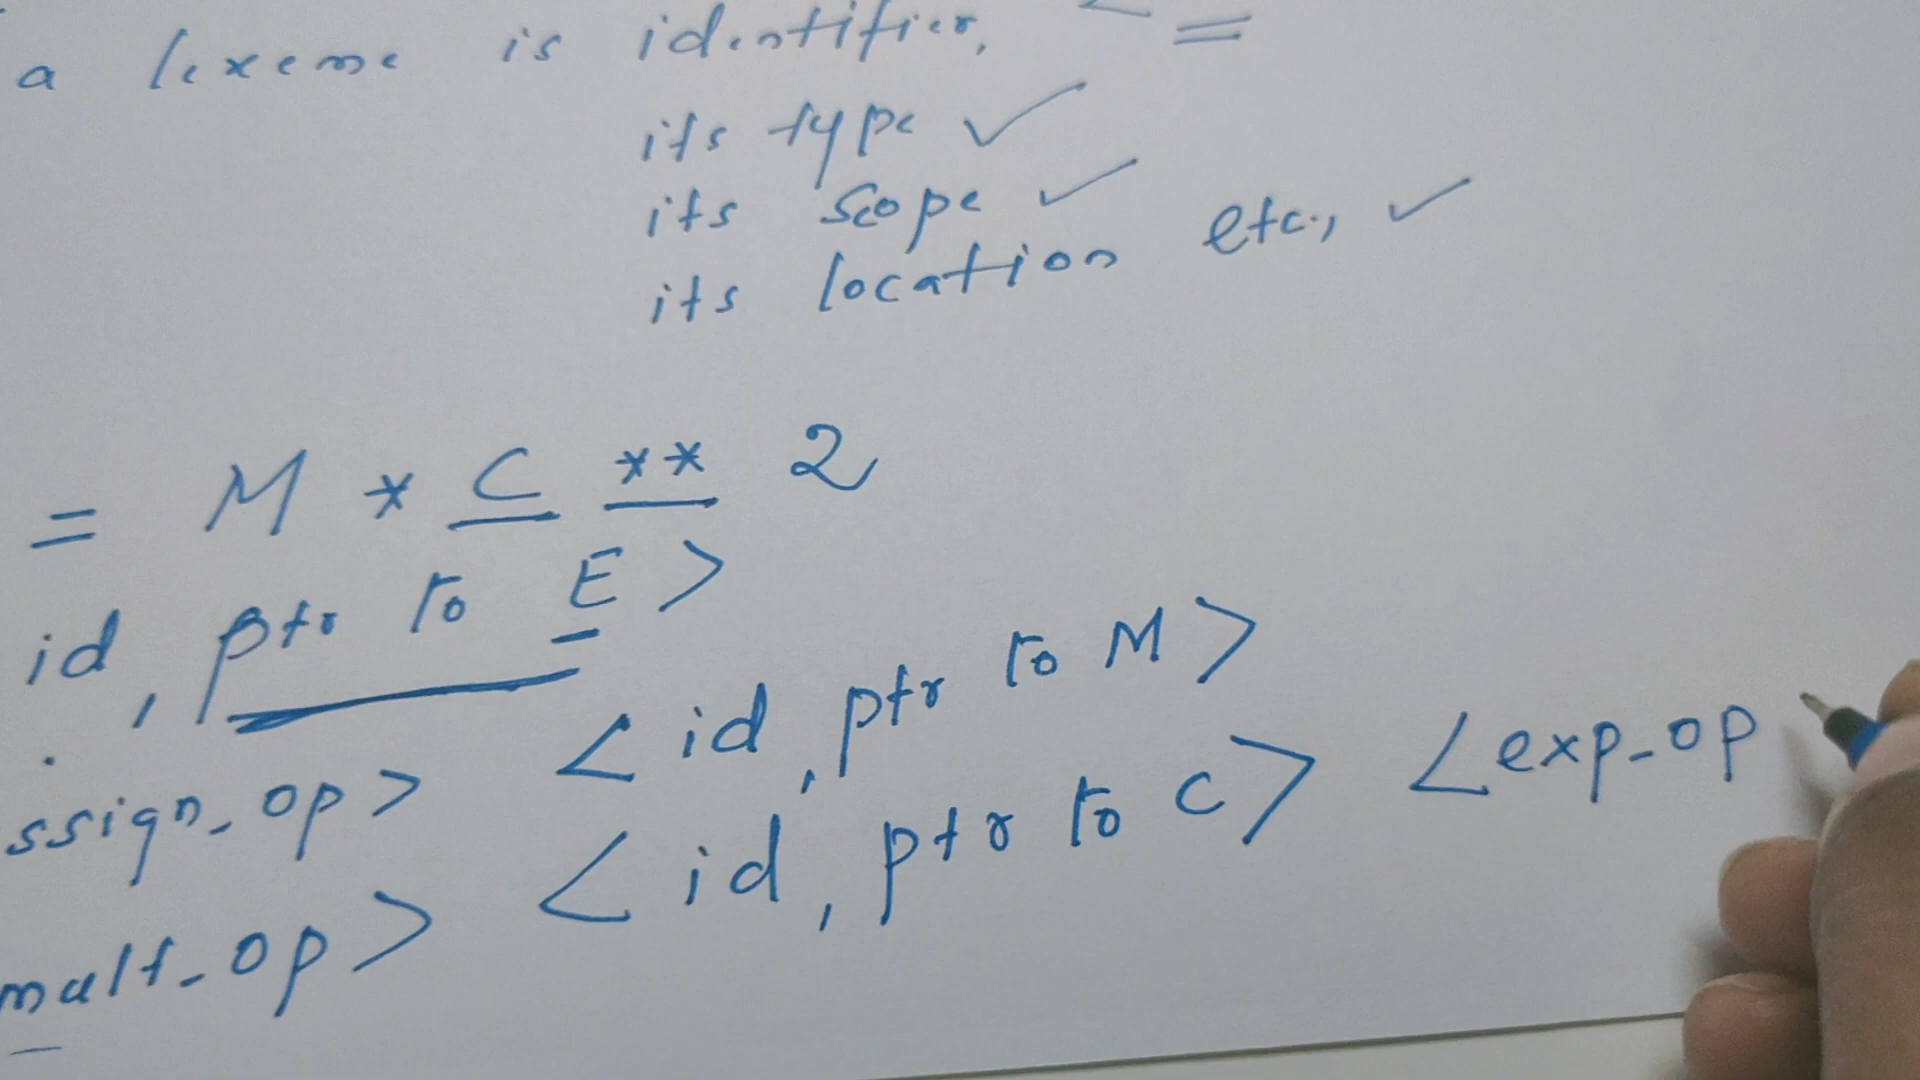 a lexeme is identifier,
its type ✓
its scope ✓
its location etc., ✓
= M * C ** 2
id, ptr to E >
ssign_op> < id, ptr to M >
mult_op> < id, ptr to C > < exp_op